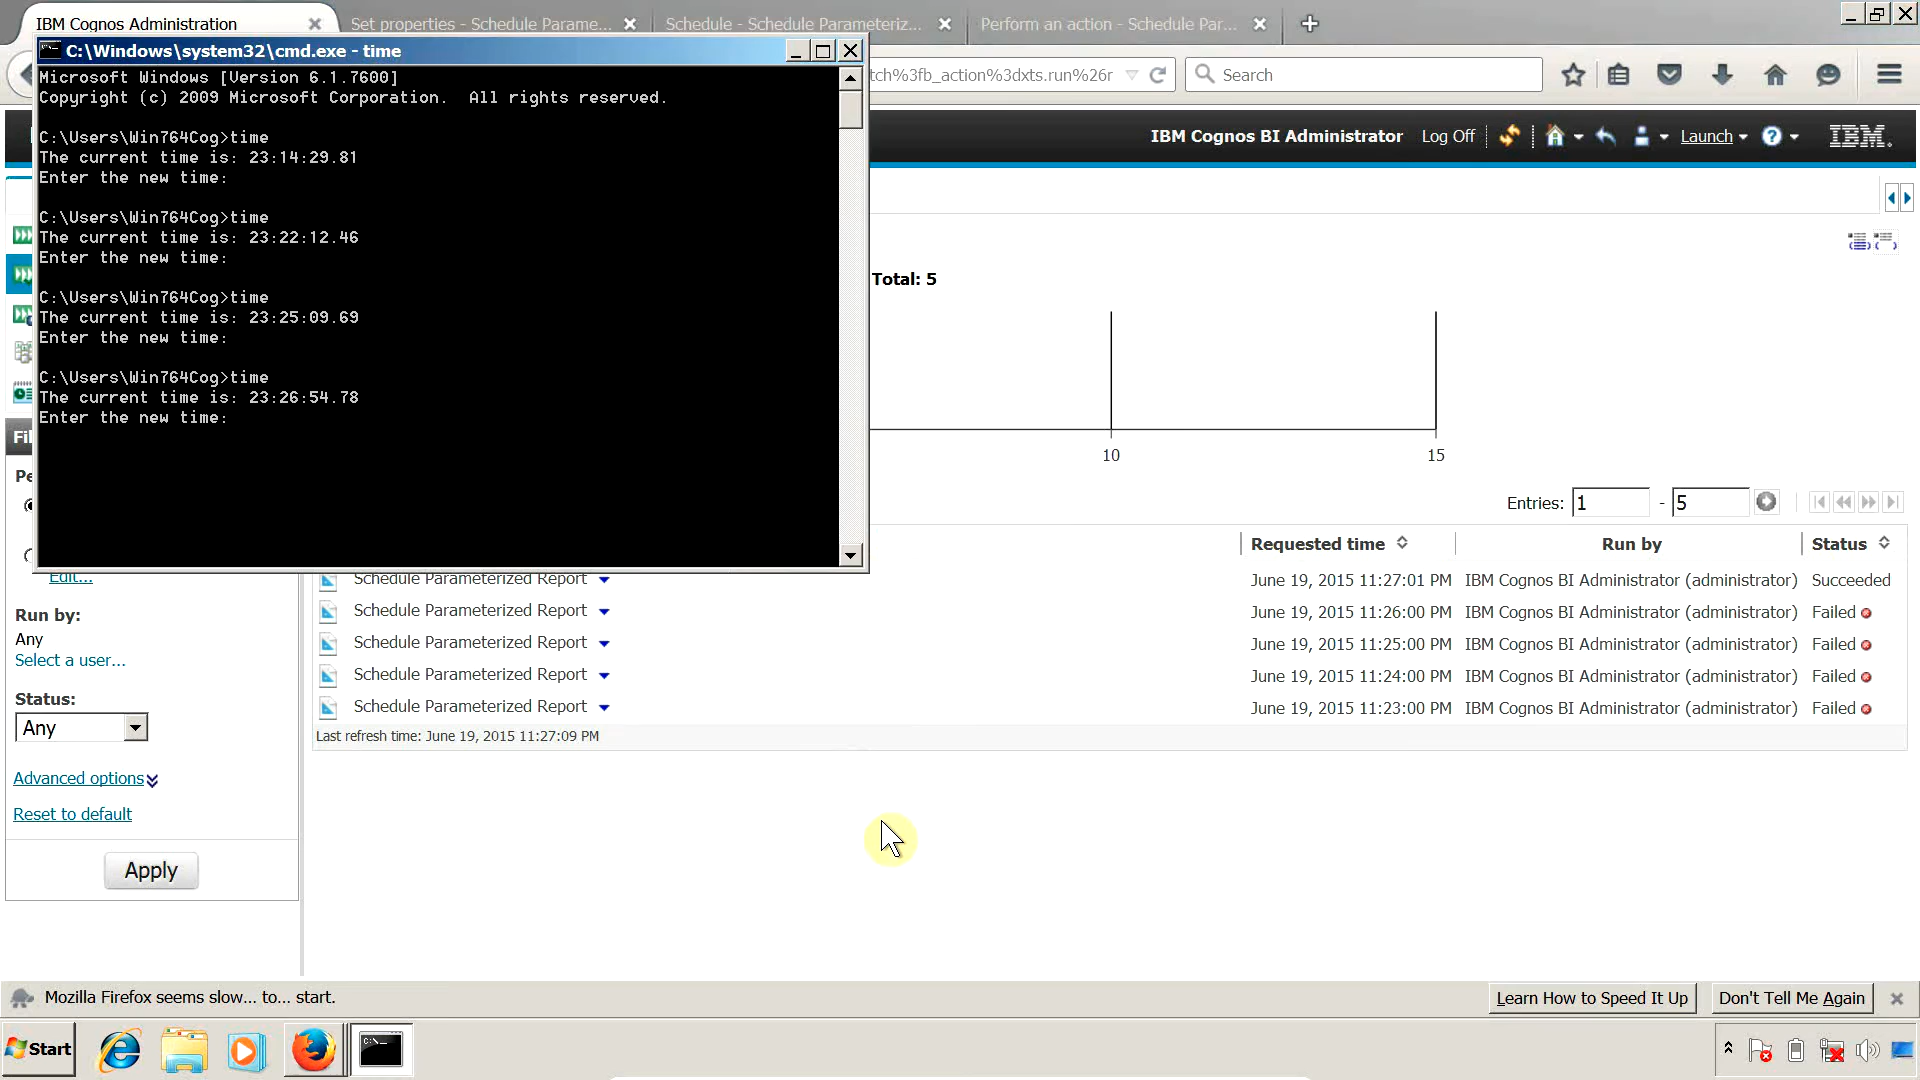 IBM Cognos Administration
Set properties - Schedule Parame...
Schedule - Schedule Parameteriz...
Perform an action - Schedule Par...
C:\Windows\system32\cmd.exe - time
Microsoft Windows [Version 6.1.7600]
Copyright (c) 2009 Microsoft Corporation.  All rights reserved.
C:\Users\Win764Cog>time
The current time is: 23:14:29.81
Enter the new time:
C:\Users\Win764Cog>time
The current time is: 23:22:12.46
Enter the new time:
C:\Users\Win764Cog>time
The current time is: 23:25:09.69
Enter the new time:
C:\Users\Win764Cog>time
The current time is: 23:26:54.78
Enter the new time:
tch%3fb_action%3dxts.run%26r
Search
IBM Cognos BI Administrator Log Off Launch IBM.
Total: 5
10 15
Entries: 1 - 5
Requested time Run by Status
Schedule Parameterized Report June 19, 2015 11:27:01 PM IBM Cognos BI Administrator (administrator) Succeeded
Schedule Parameterized Report June 19, 2015 11:26:00 PM IBM Cognos BI Administrator (administrator) Failed
Schedule Parameterized Report June 19, 2015 11:25:00 PM IBM Cognos BI Administrator (administrator) Failed
Schedule Parameterized Report June 19, 2015 11:24:00 PM IBM Cognos BI Administrator (administrator) Failed
Schedule Parameterized Report June 19, 2015 11:23:00 PM IBM Cognos BI Administrator (administrator) Failed
Last refresh time: June 19, 2015 11:27:09 PM
Edit...
Run by:
Any
Select a user...
Status:
Any
Advanced options
Reset to default
Apply
Mozilla Firefox seems slow... to... start.
Learn How to Speed It Up
Don't Tell Me Again
Start
C:\_